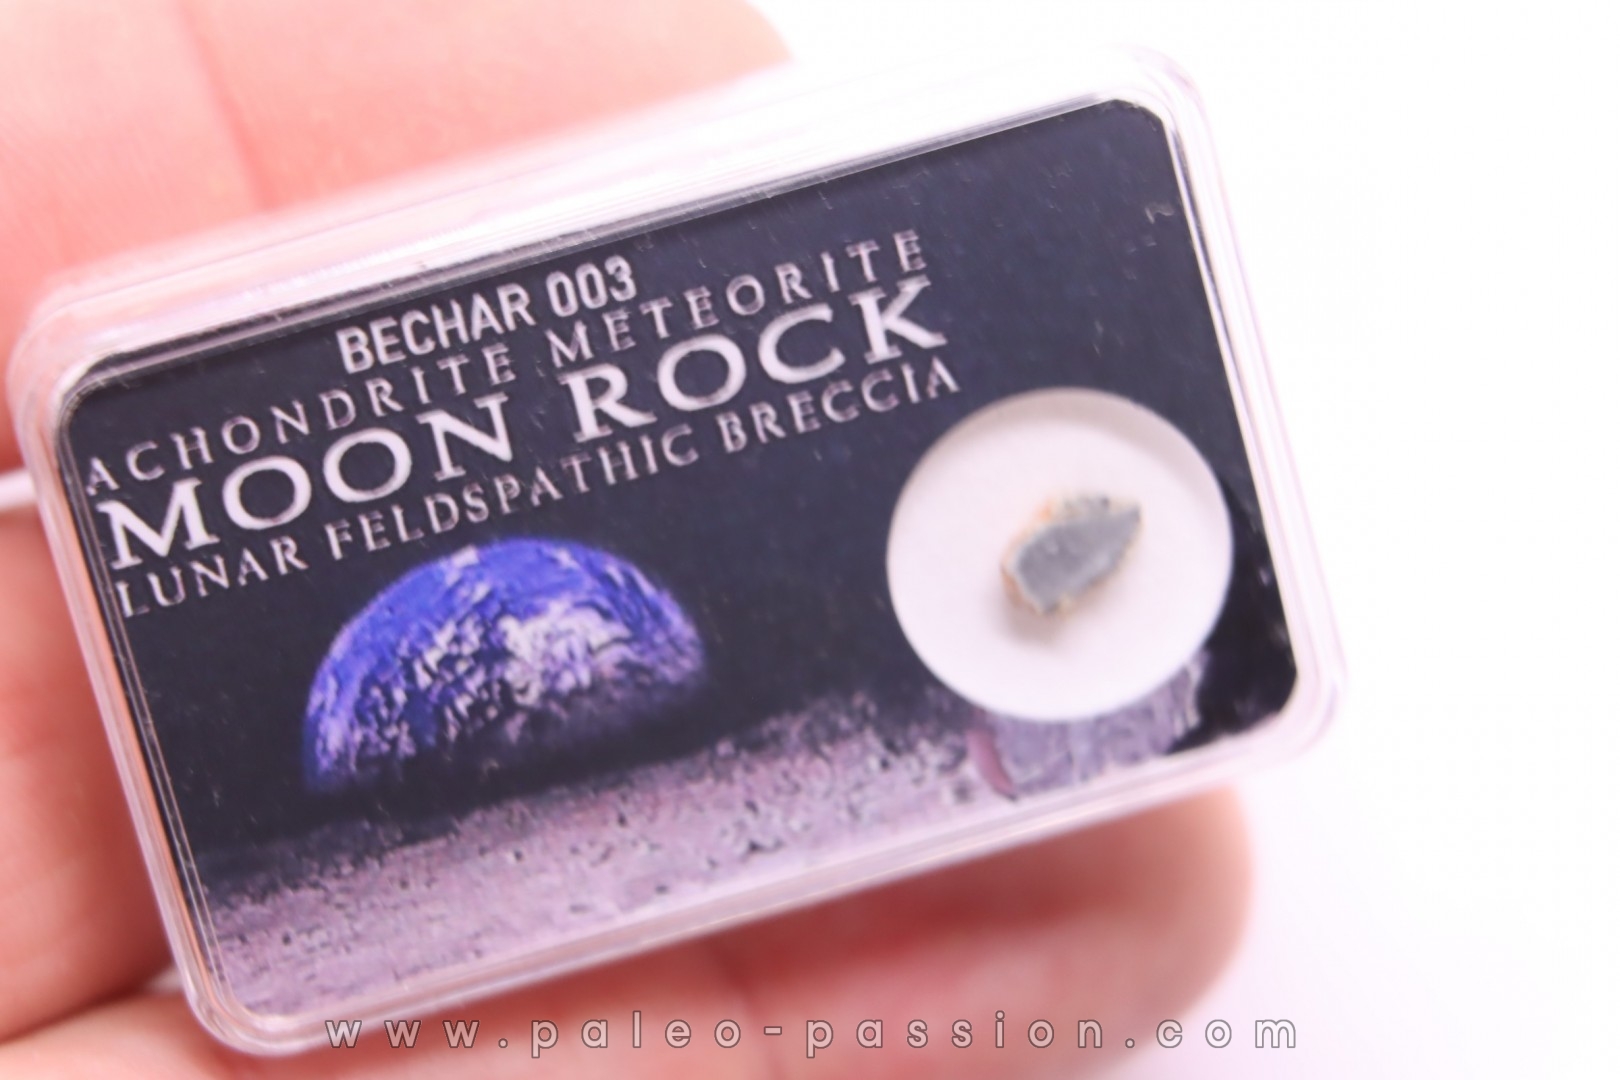 BECHAR 003
ACHONDRITE METEORITE
MOON ROCK
LUNAR FELDSPATHIC BRECCIA
www.paleo-passion.com